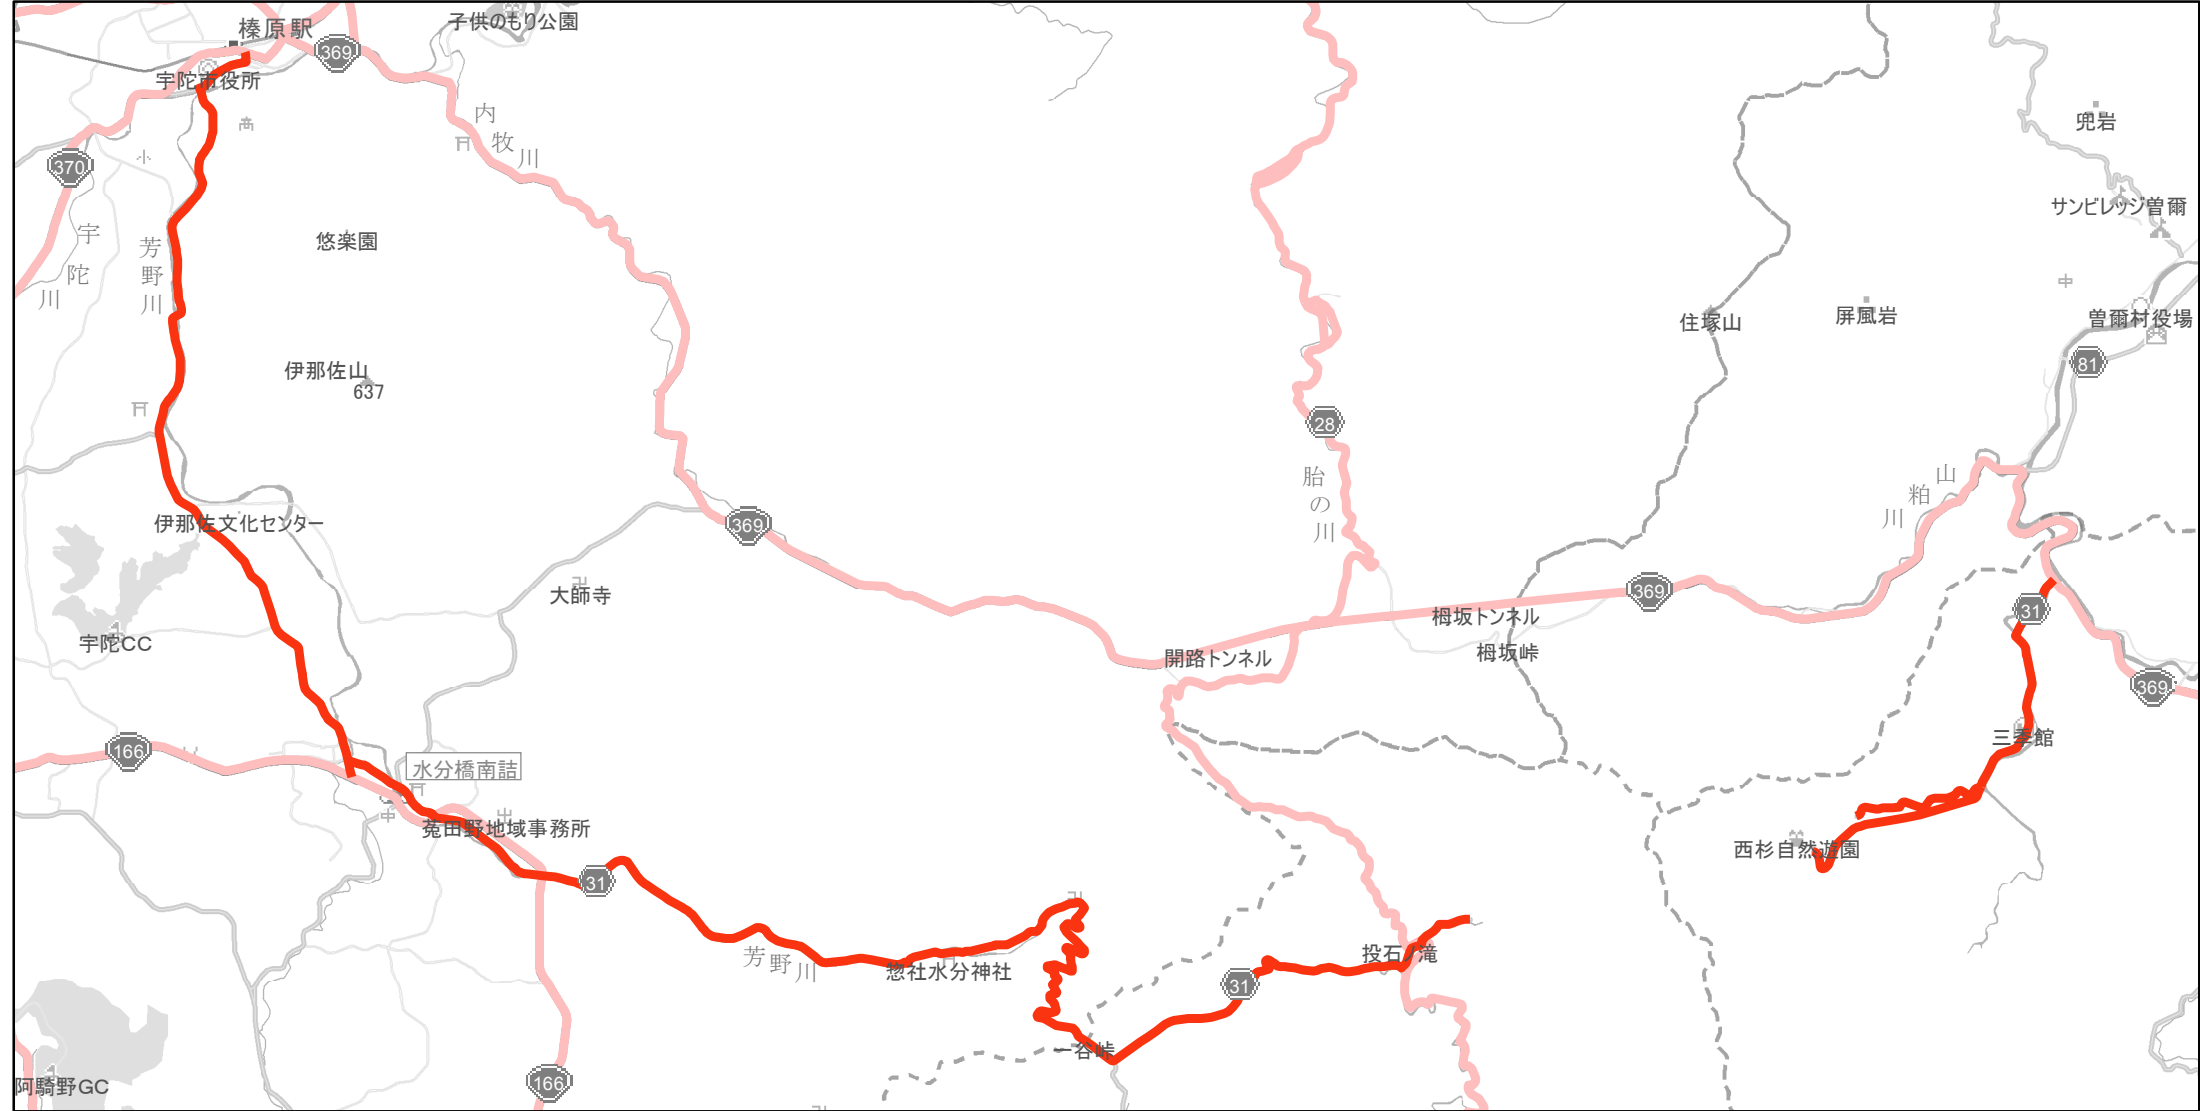 榛原駅
子供のもり公園
369
宇陀市役所
内牧川
370
兜岩
サンビレッジ曽爾
宇陀川
芳野川
悠楽園
住塚山
屏風岩
曽爾村役場
81
伊那佐山
637
28
胎の川
山粕川
伊那佐文化センター
369
大師寺
369
31
宇陀CC
栂坂トンネル
開路トンネル
栂坂峠
369
166
水分橋南詰
三季館
菟田野地域事務所
西杉自然遊園
31
芳野川
惣社水分神社
投石ノ滝
31
一谷峠
166
阿騎野GC
小
中
中